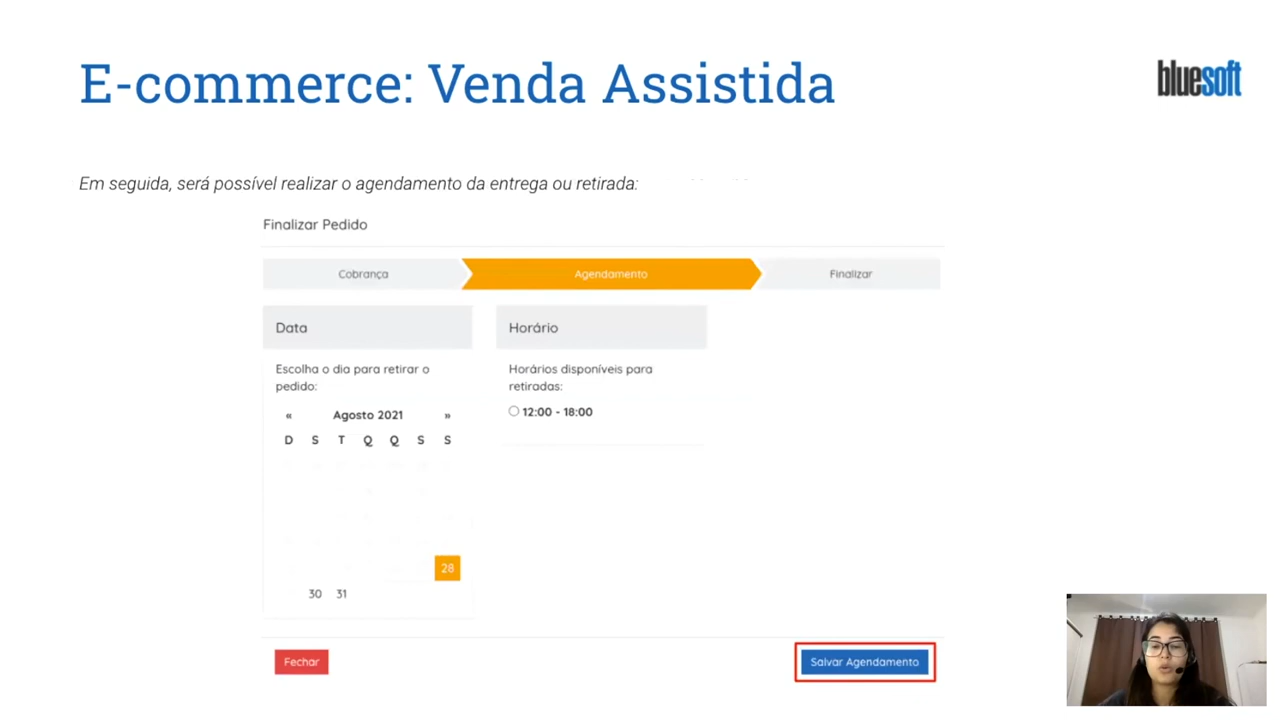 E-commerce: Venda Assistida
bluesoft
Em seguida, será possível realizar o agendamento da entrega ou retirada:
Finalizar Pedido
Cobrança
Agendamento
Finalizar
Data
Horário
Escolha o dia para retirar o
pedido:
Horários disponíveis para
retiradas:
12:00 - 18:00
« Agosto 2021 »
D S T Q Q S S
28
30 31
Fechar
Salvar Agendamento